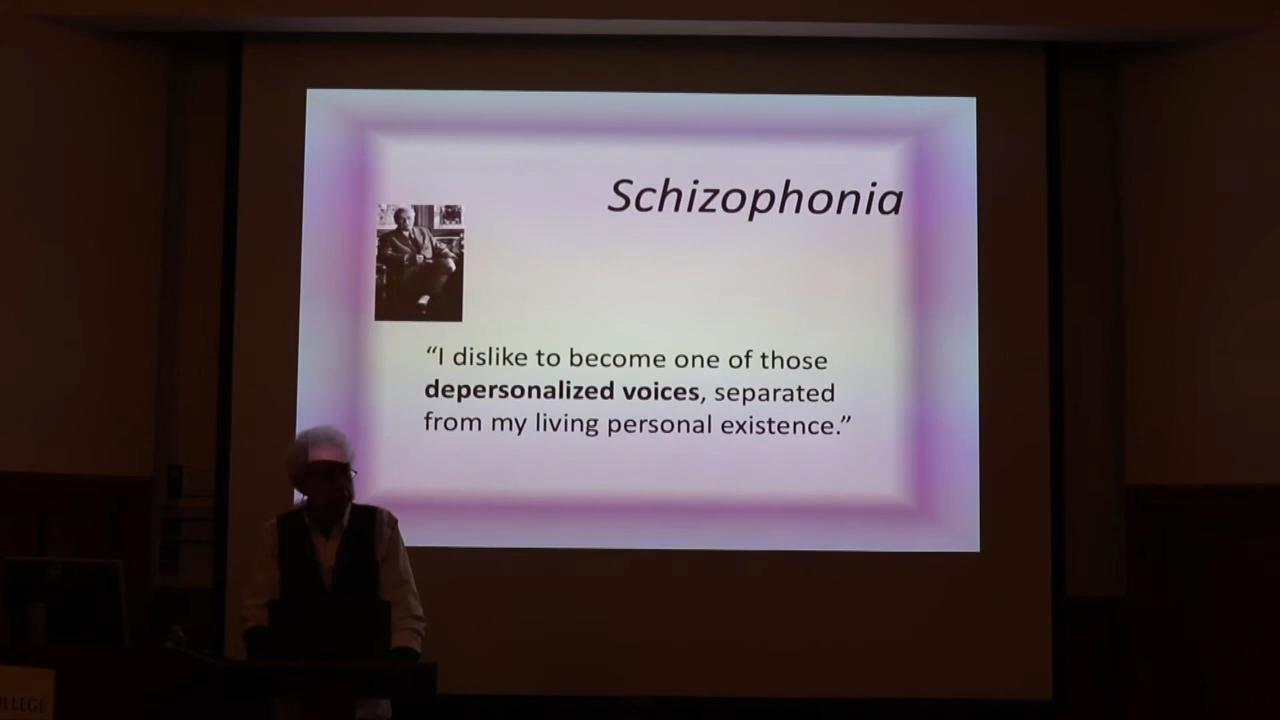 Schizophonia
“I dislike to become one of those
depersonalized voices, separated
from my living personal existence.”